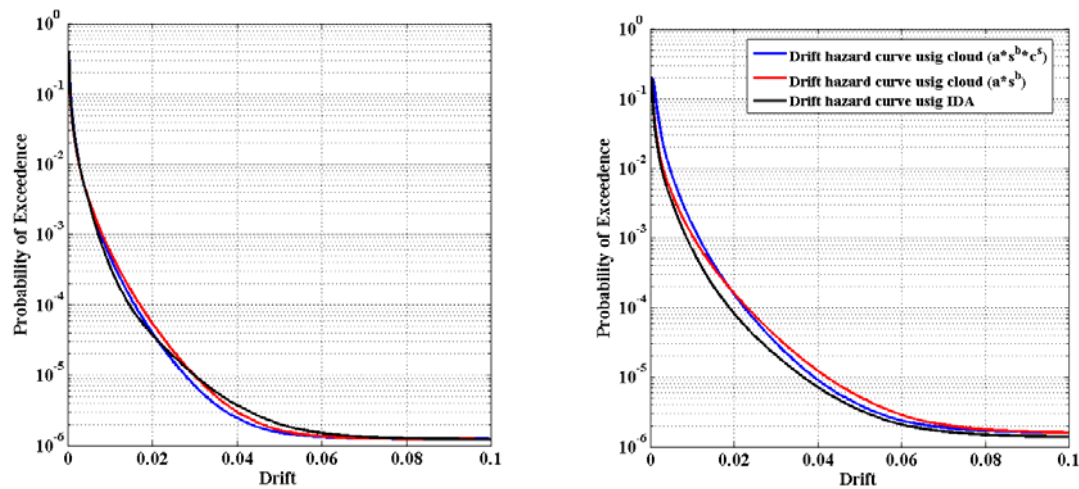 10^0
10^-1
10^-2
10^-3
10^-4
10^-5
10^-6
Probability of Exceedence
0 0.02 0.04 0.06 0.08 0.1
Drift
10^0
10^-1
10^-2
10^-3
10^-4
10^-5
10^-6
Probability of Exceedence
0 0.02 0.04 0.06 0.08 0.1
Drift
Drift hazard curve usig cloud (a*s^b*c^s)
Drift hazard curve usig cloud (a*s^b)
Drift hazard curve usig IDA